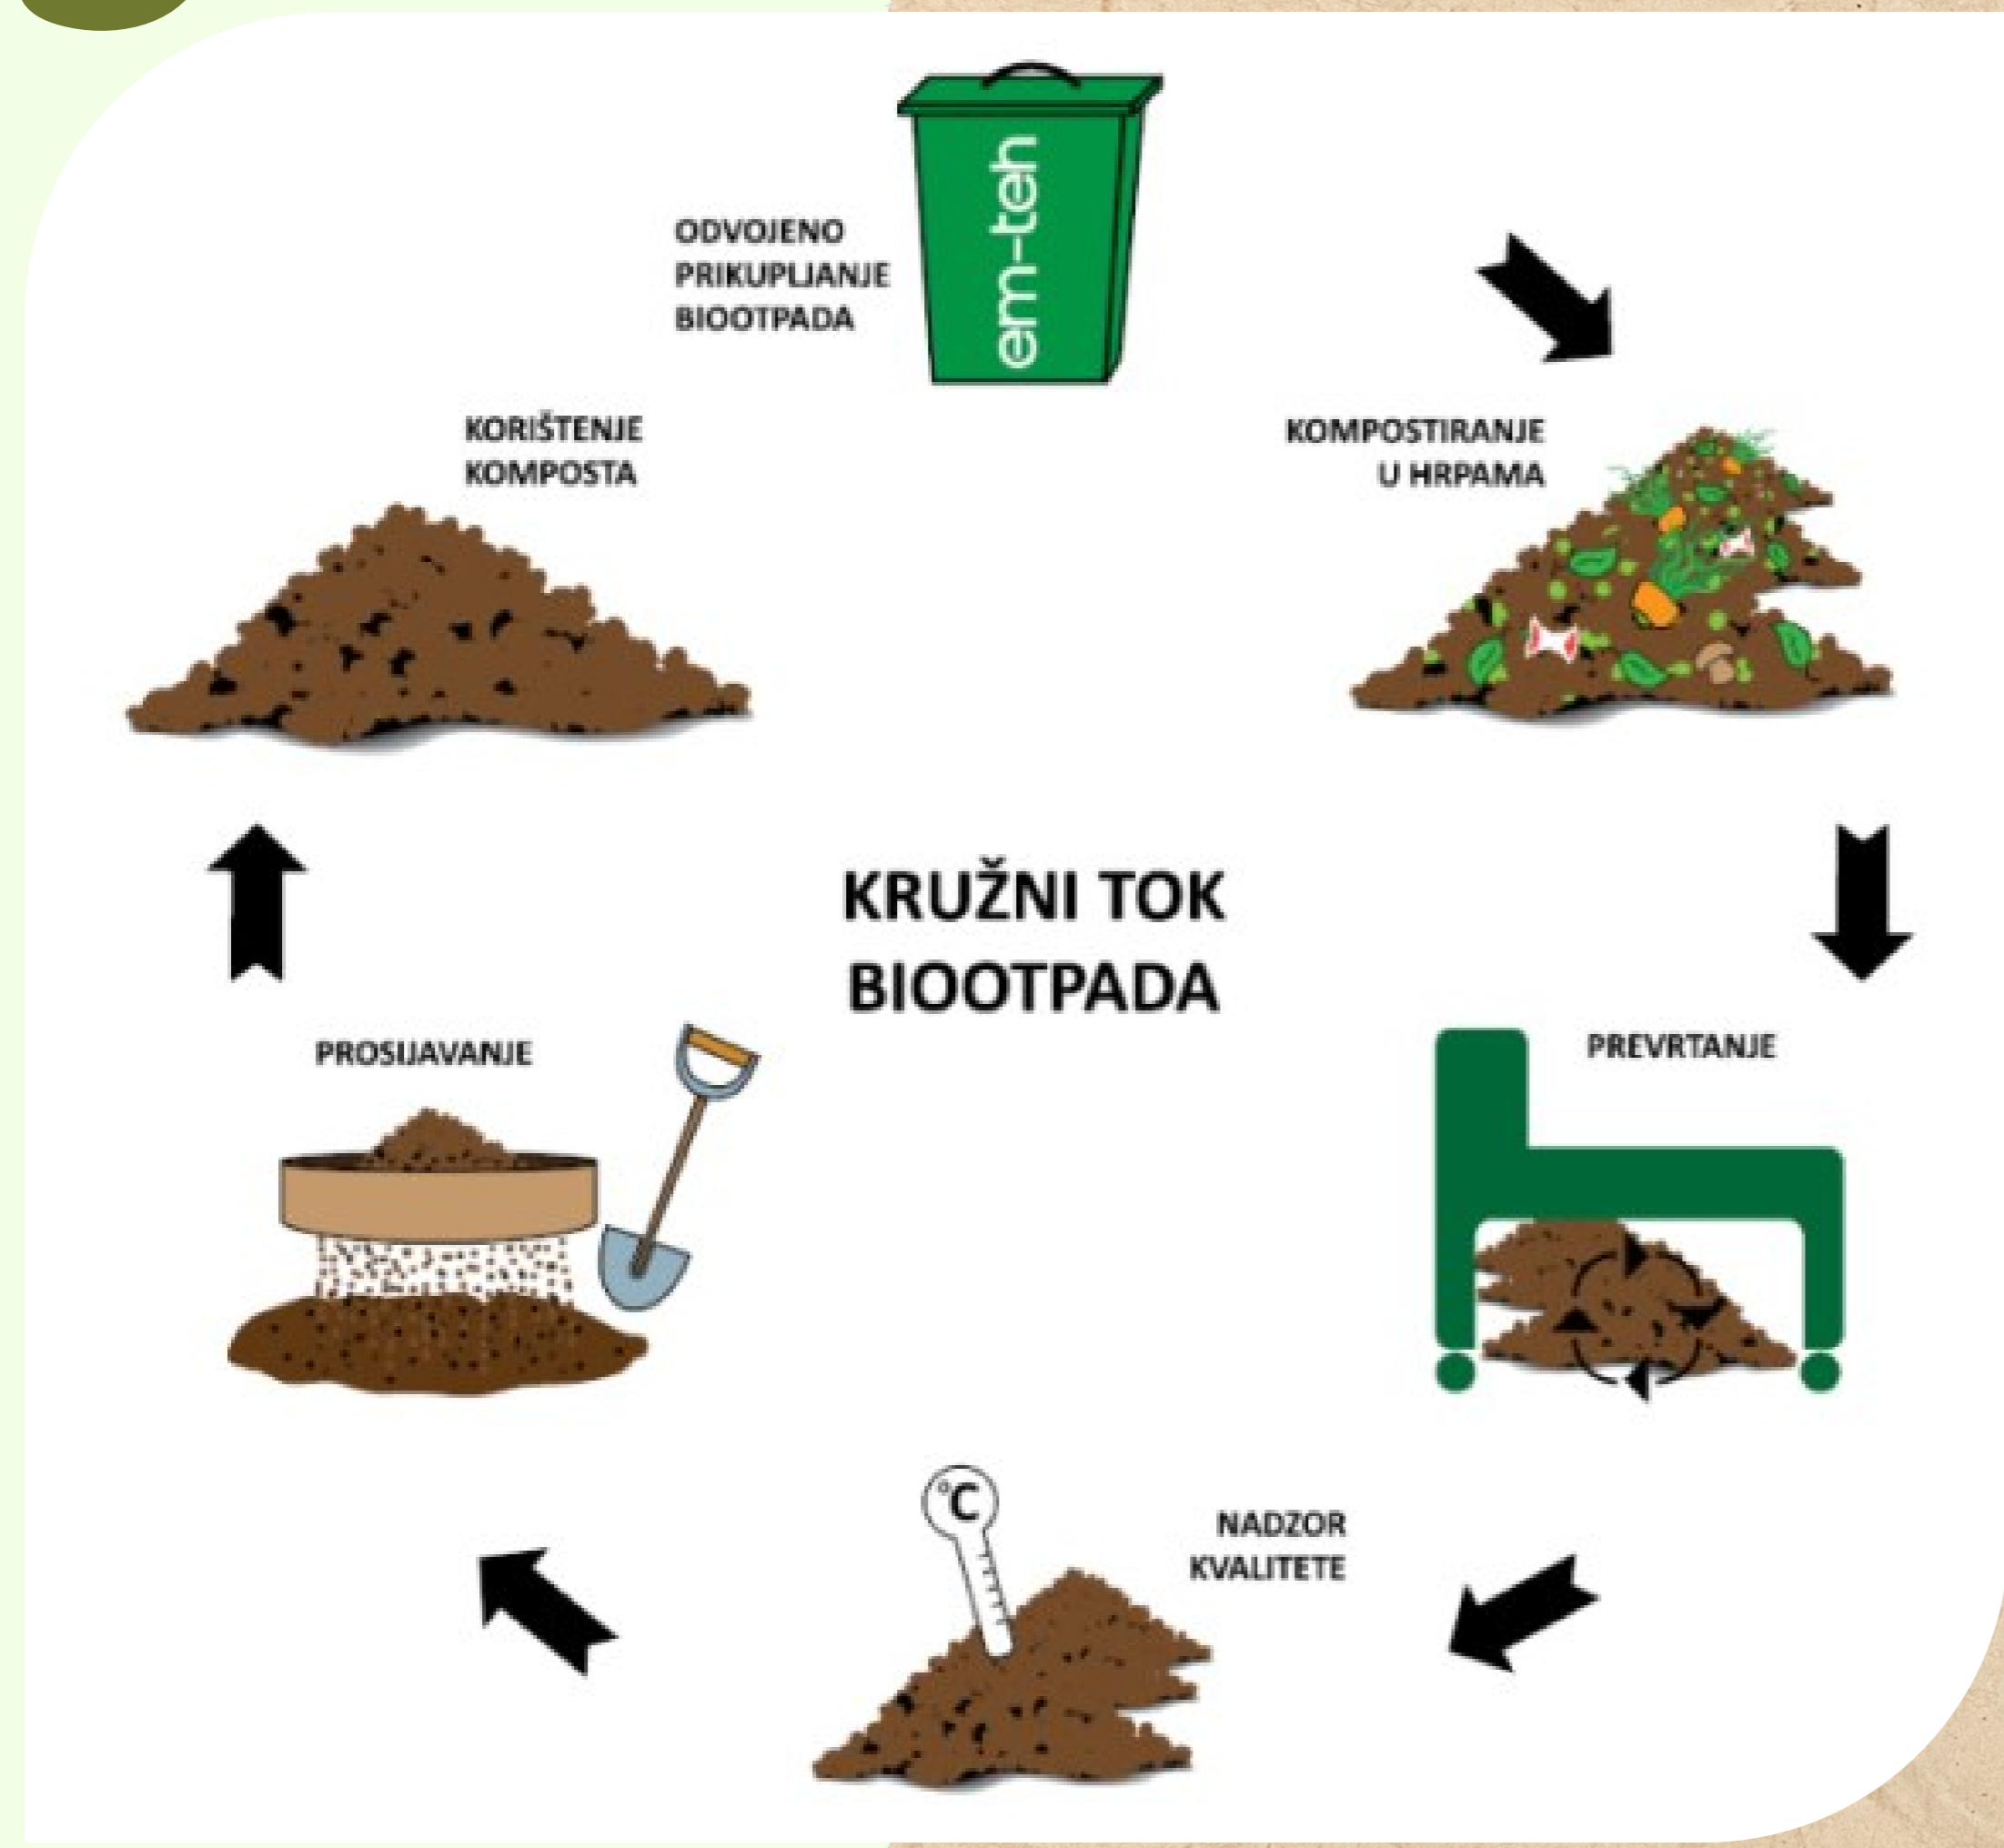 em-teh
ODVOJENO
PRIKUPLJANJE
BIOOTPADA
KORIŠTENJE
KOMPOSTA
KOMPOSTIRANJE
U HRPAMA
KRUŽNI TOK
BIOOTPADA
PROSIJAVANJE
PREVRTANJE
°C
NADZOR
KVALITETE